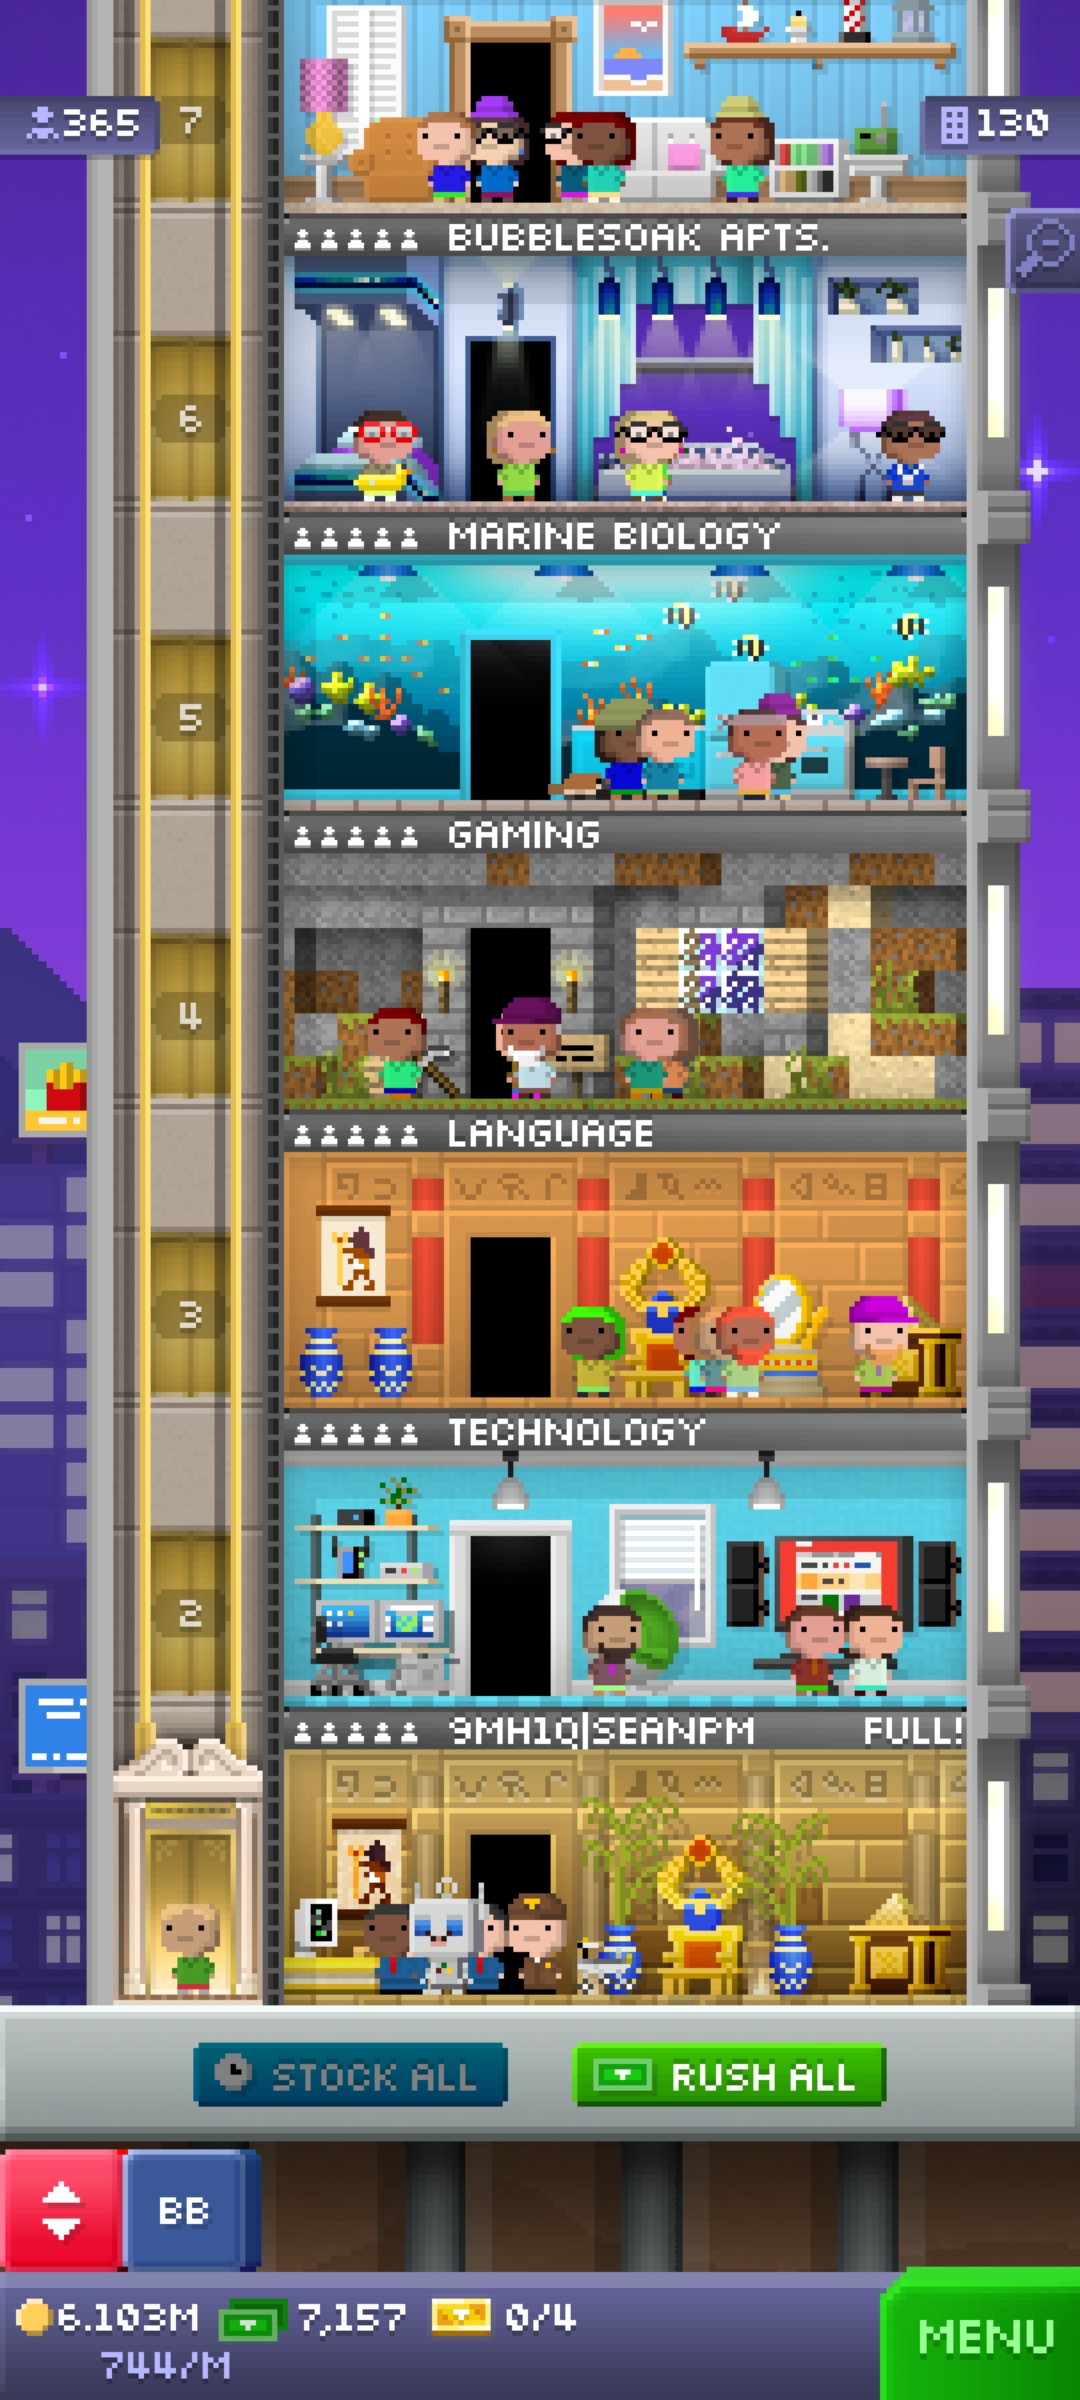 365
7
130
BUBBLESOAK APTS.
6
MARINE BIOLOGY
5
GAMING
4
LANGUAGE
3
TECHNOLOGY
2
9MH1Q|SEANPM FULL!
STOCK ALL
RUSH ALL
BB
6.103M 7,157 0/4
744/M
MENU